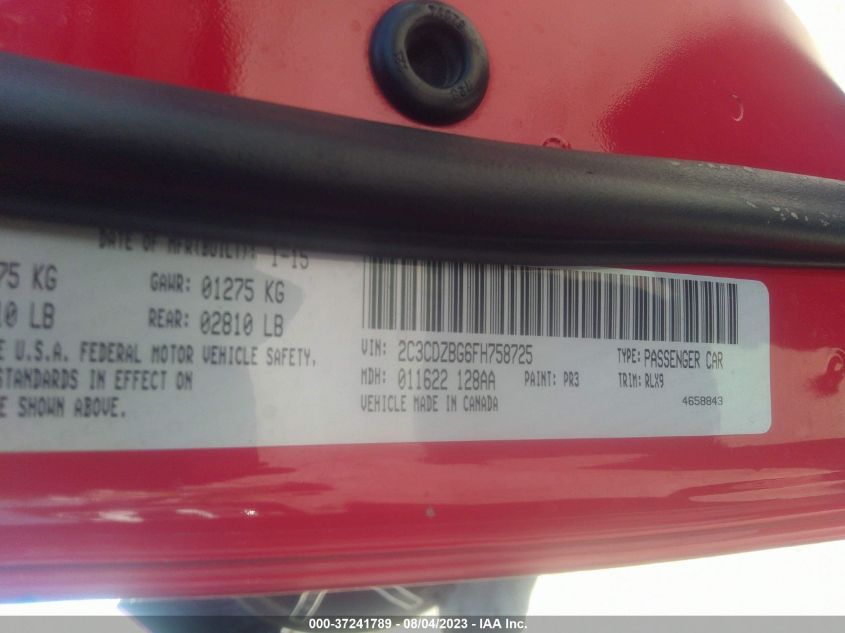 DATE OF MFR(BUILT): 1-15
75 KG GAWR: 01275 KG
10 LB REAR: 02810 LB
E U.S.A. FEDERAL MOTOR VEHICLE SAFETY,
STANDARDS IN EFFECT ON
E SHOWN ABOVE.
VIN: 2C3CDZBG6FH758725 TYPE: PASSENGER CAR
MDH: 011622 128AA PAINT: PR3 TRIM: RLX9
VEHICLE MADE IN CANADA 4658843
000-37241789 - 08/04/2023 - IAA Inc.